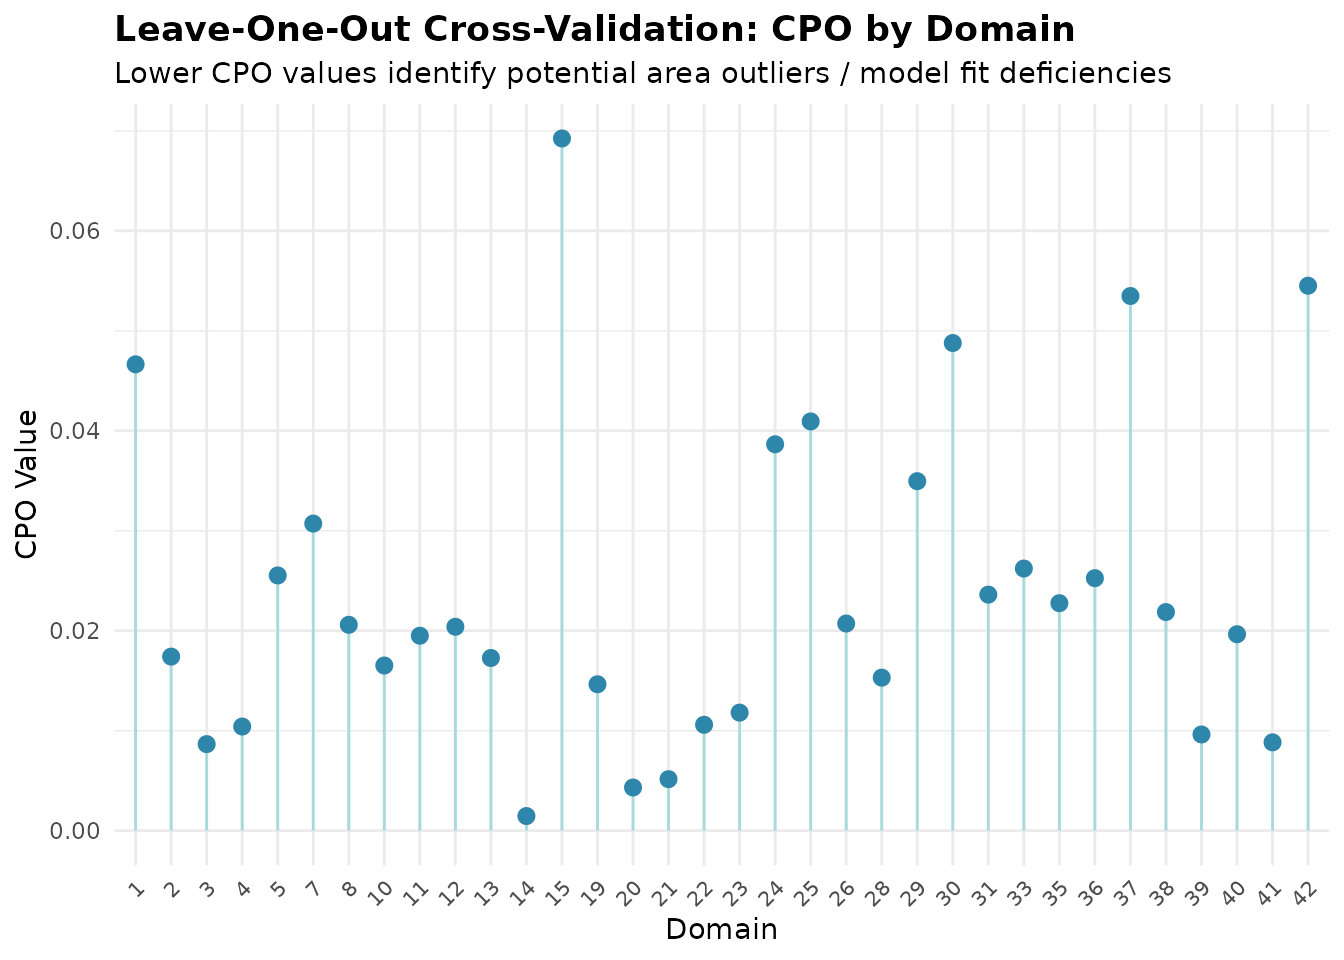 Leave-One-Out Cross-Validation: CPO by Domain
Lower CPO values identify potential area outliers / model fit deficiencies
CPO Value
0.06
0.04
0.02
0.00
1 2 3 4 5 7 8 10 11 12 13 14 15 19 20 21 22 23 24 25 26 28 29 30 31 33 35 36 37 38 39 40 41 42
Domain